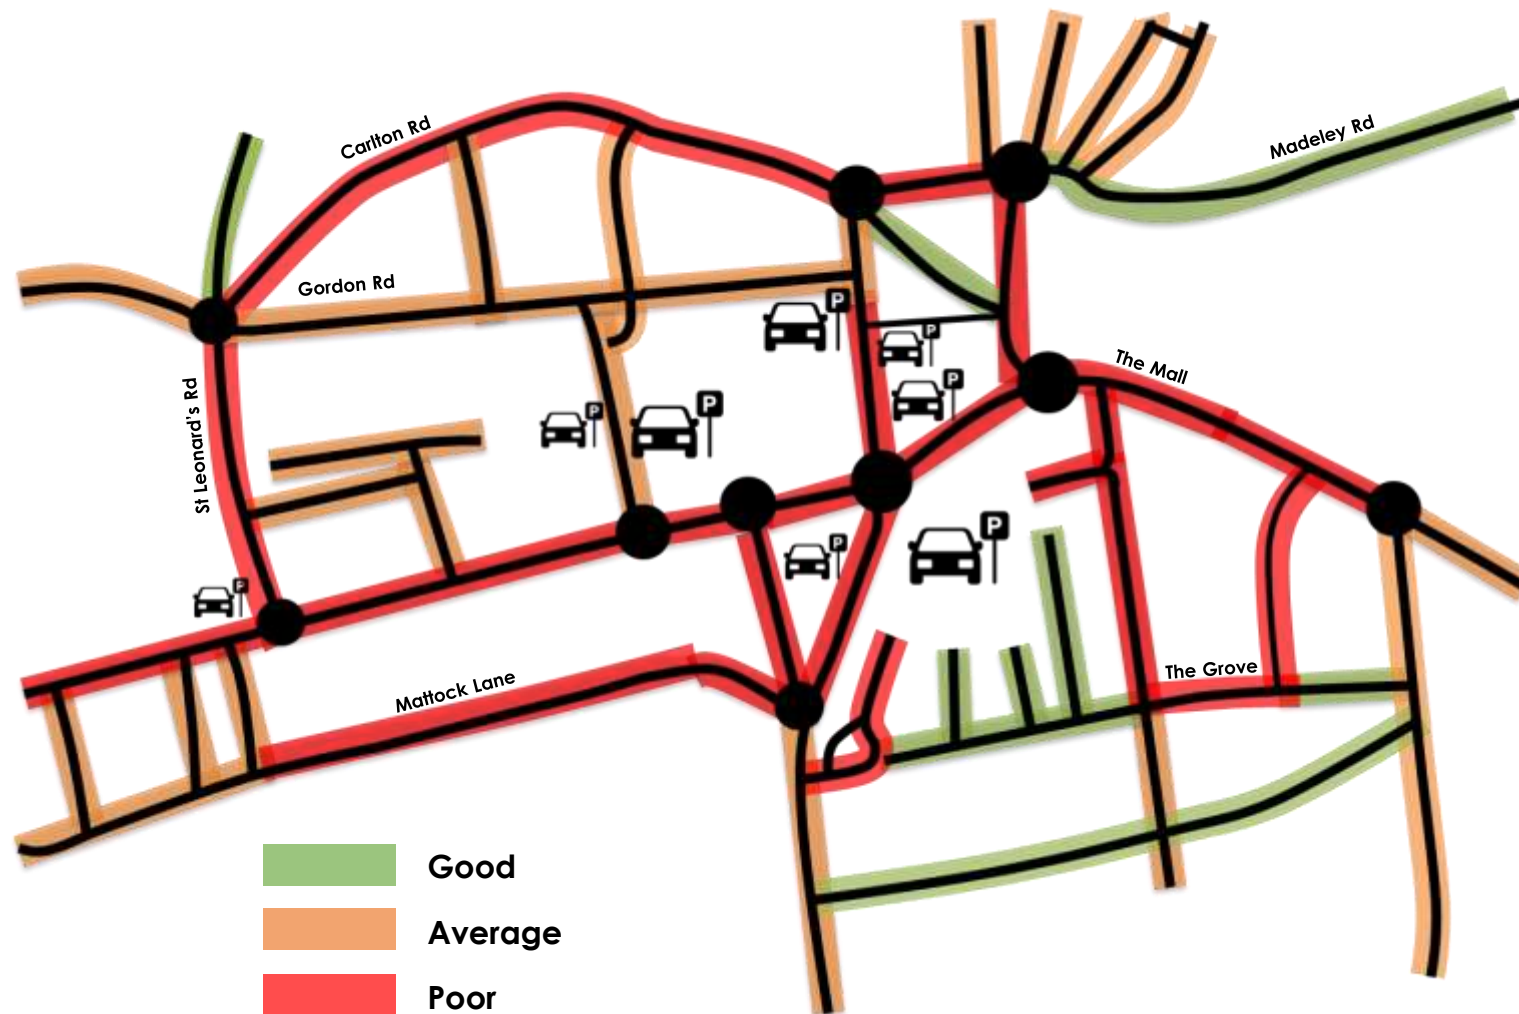 Carlton Rd
Madeley Rd
Gordon Rd
P
P
P
The Mall
P
St Leonard's Rd
P
P
P
P
P
The Grove
Mattock Lane
Good
Average
Poor